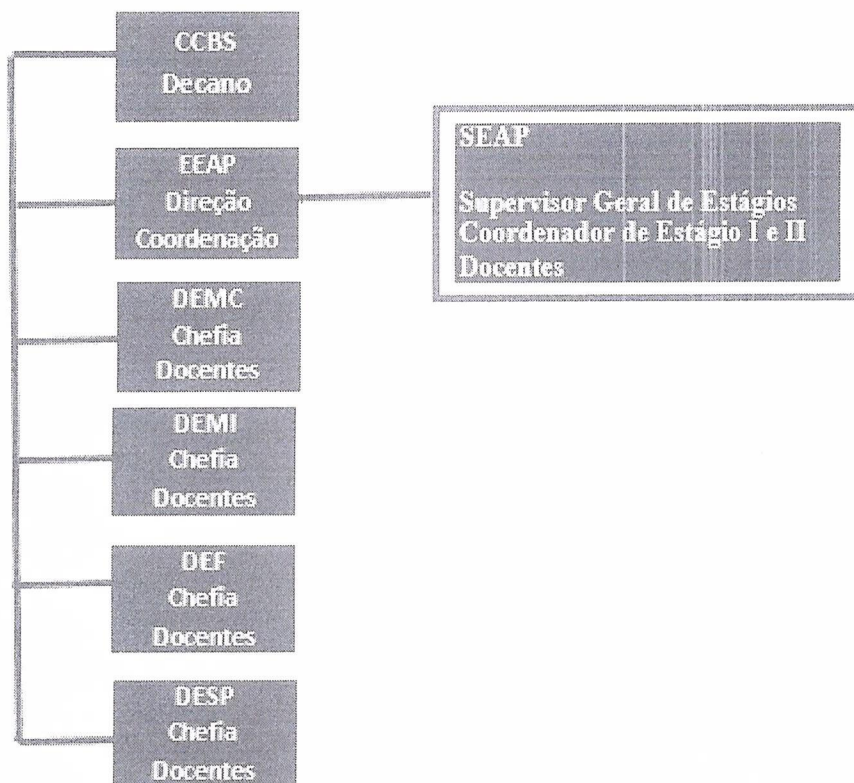 CCBS
Decano
EEAP
Direção
Coordenação
SEAP
Supervisor Geral de Estágios
Coordenador de Estágio I e II
Docentes
DEMC
Chefia
Docentes
DEMI
Chefia
Docentes
DEF
Chefia
Docentes
DESP
Chefia
Docentes